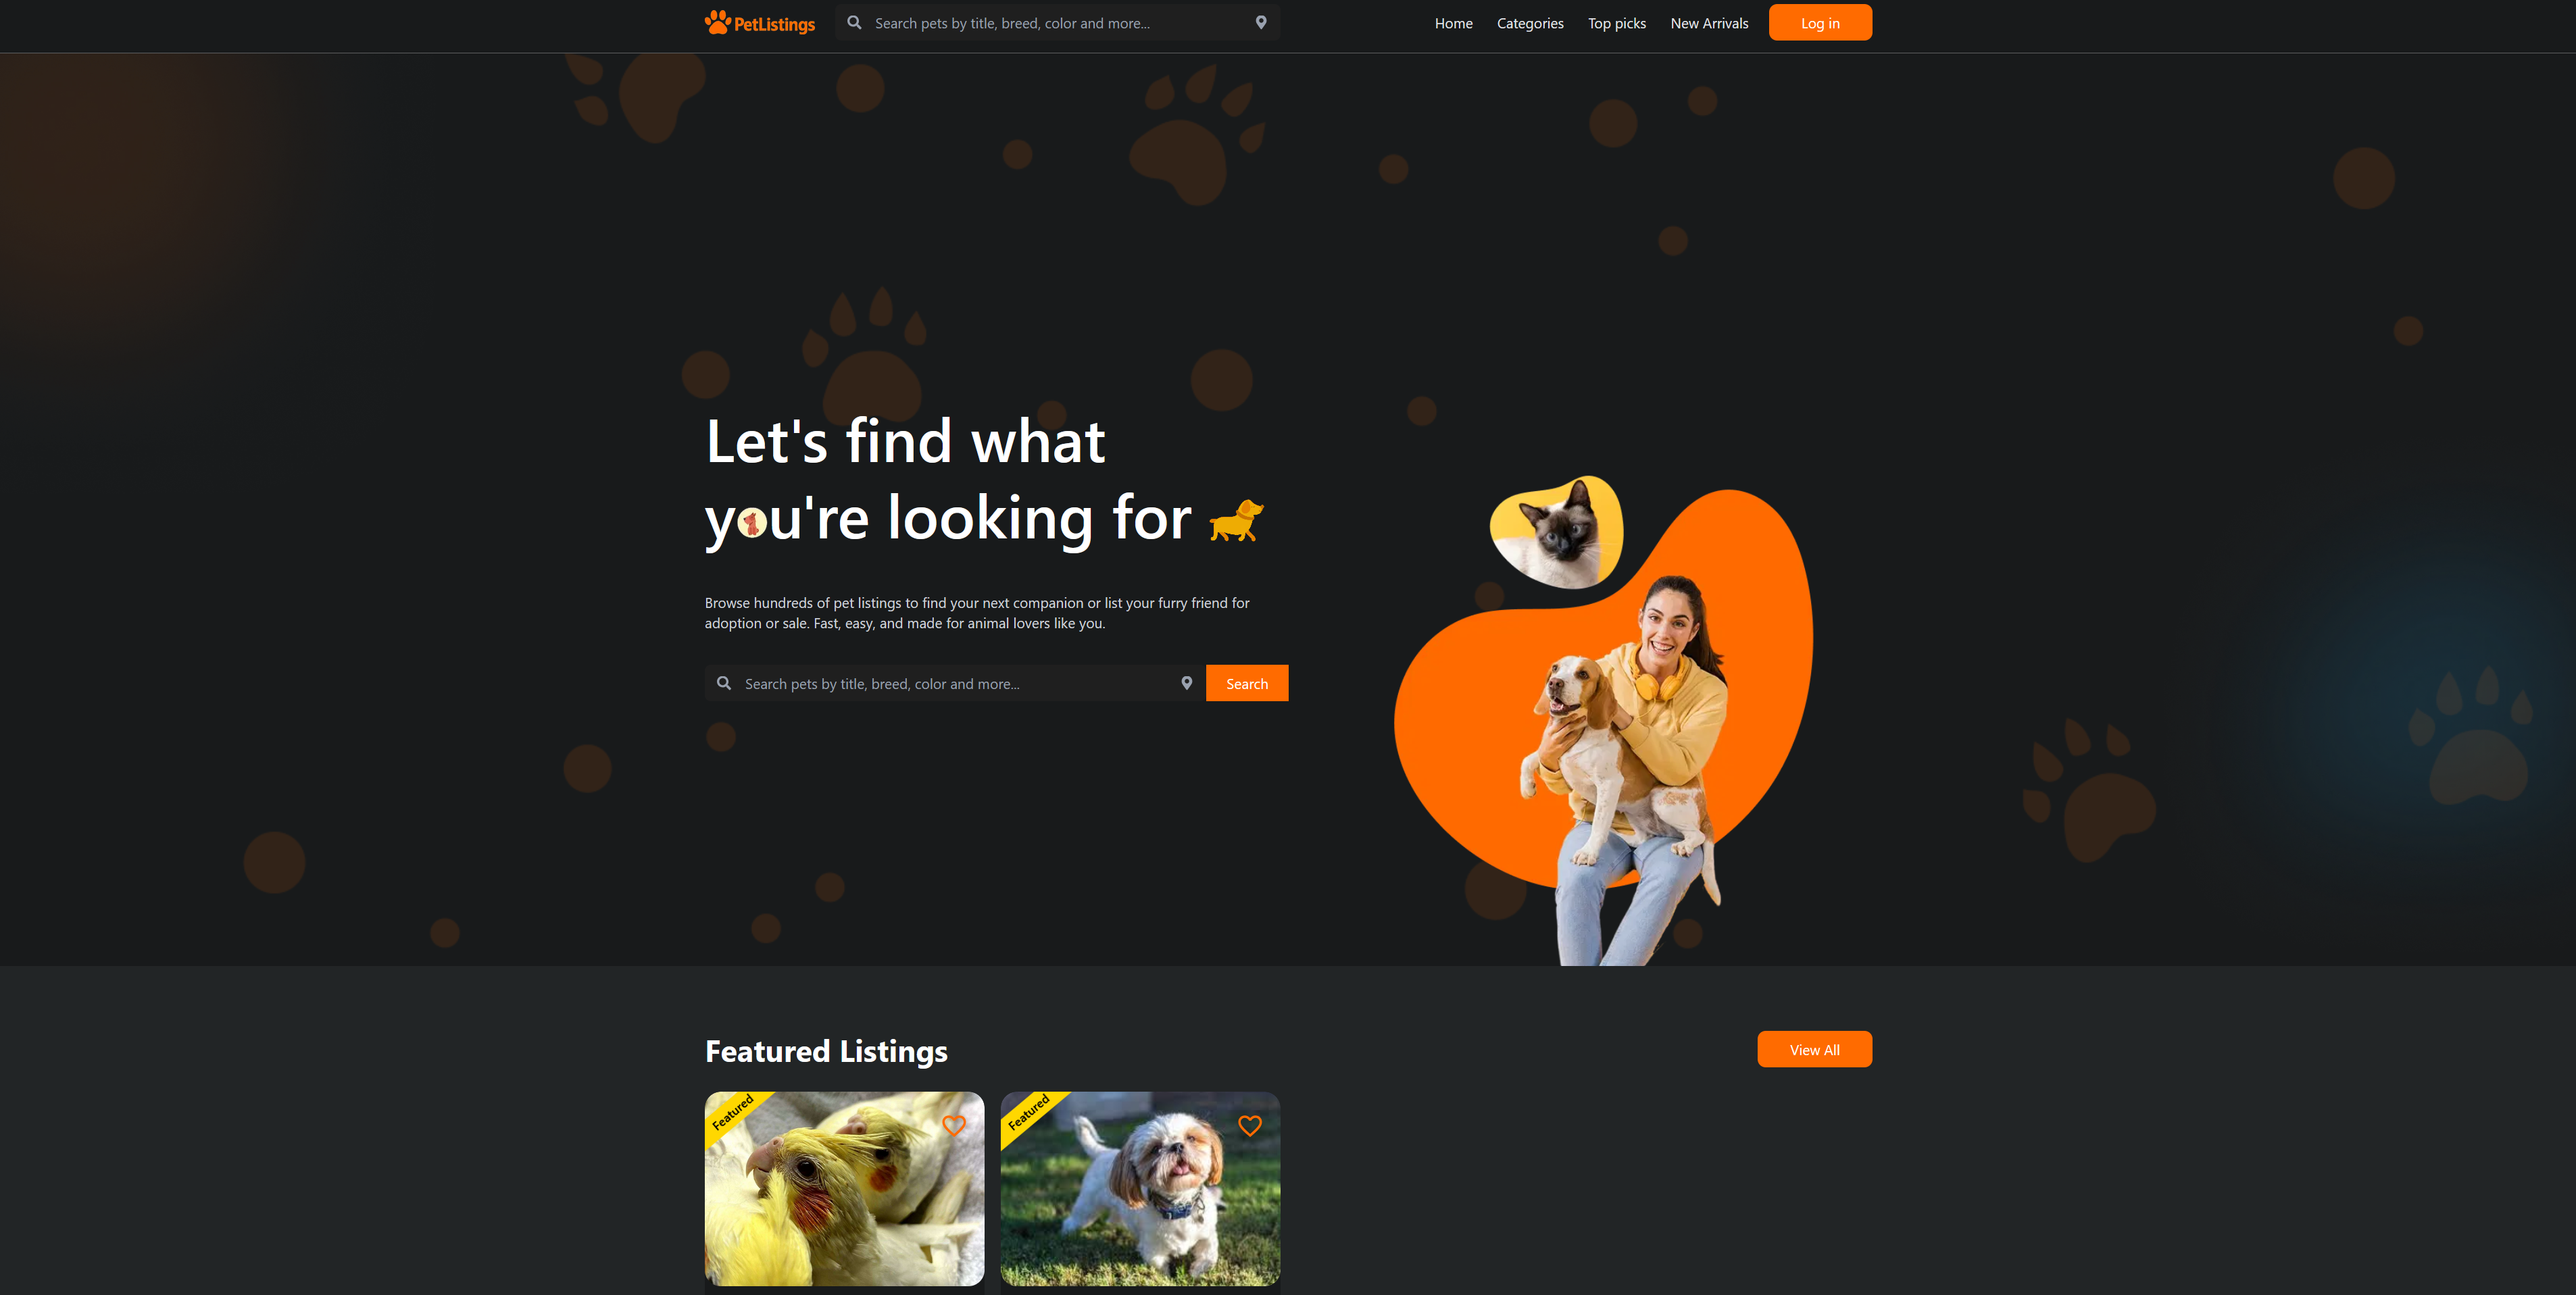 PetListings
Search pets by title, breed, color and more...
Home
Categories
Top picks
New Arrivals
Log in
Let's find what
you're looking for
Browse hundreds of pet listings to find your next companion or list your furry friend for
adoption or sale. Fast, easy, and made for animal lovers like you.
Search pets by title, breed, color and more...
Search
Featured Listings
View All
Featured
Featured